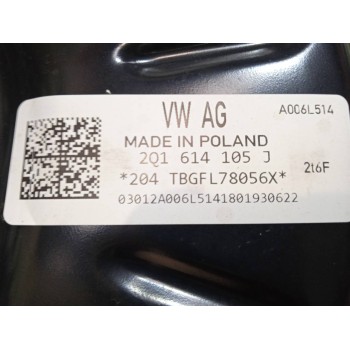 VW AG
A006L514
MADE IN POLAND
2Q1 614 105 J
*204 TBGFL78056X*
2t6F
03012A006L5141801930622